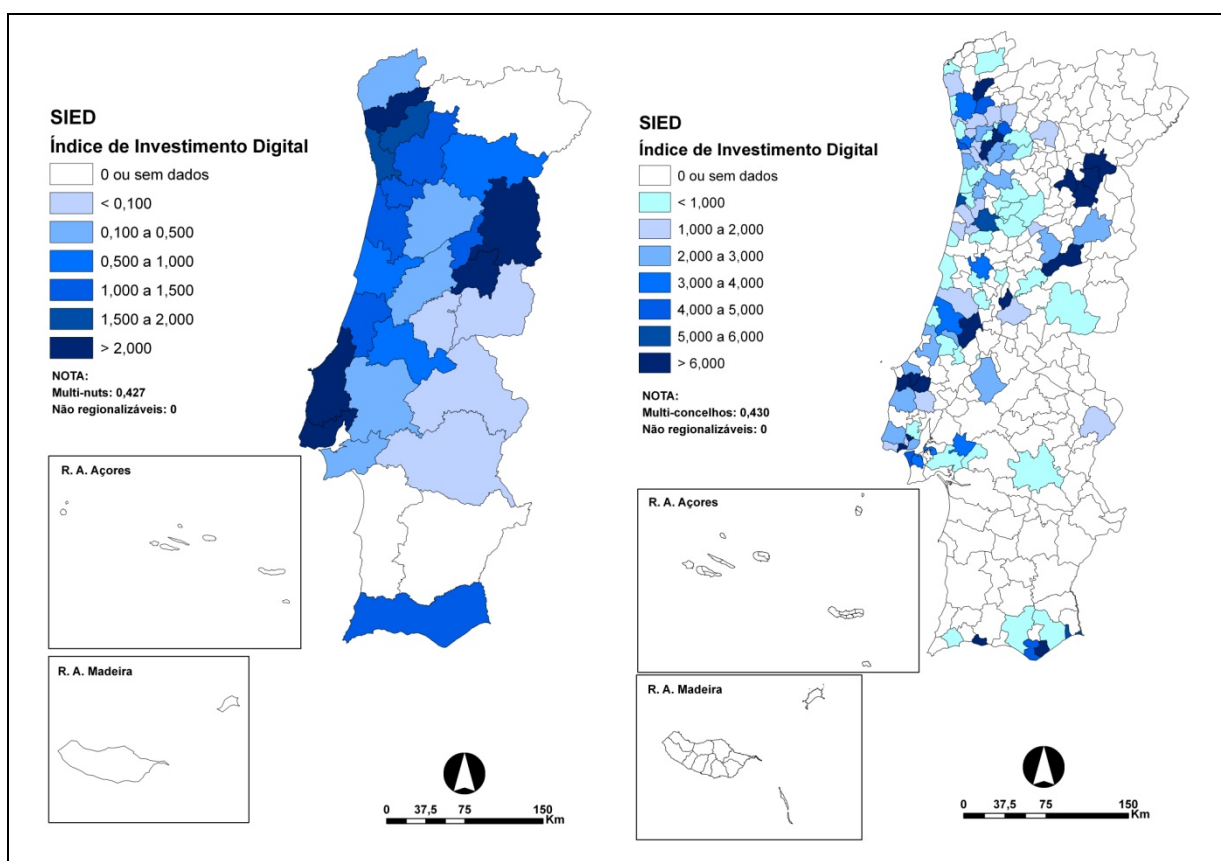 SIED
Índice de Investimento Digital
0 ou sem dados
< 0,100
0,100 a 0,500
0,500 a 1,000
1,000 a 1,500
1,500 a 2,000
> 2,000
NOTA:
Multi-nuts: 0,427
Não regionalizáveis: 0
R. A. Açores
R. A. Madeira
0 37,5 75 150
Km
SIED
Índice de Investimento Digital
0 ou sem dados
< 1,000
1,000 a 2,000
2,000 a 3,000
3,000 a 4,000
4,000 a 5,000
5,000 a 6,000
> 6,000
NOTA:
Multi-concelhos: 0,430
Não regionalizáveis: 0
R. A. Açores
R. A. Madeira
0 37,5 75 150
Km